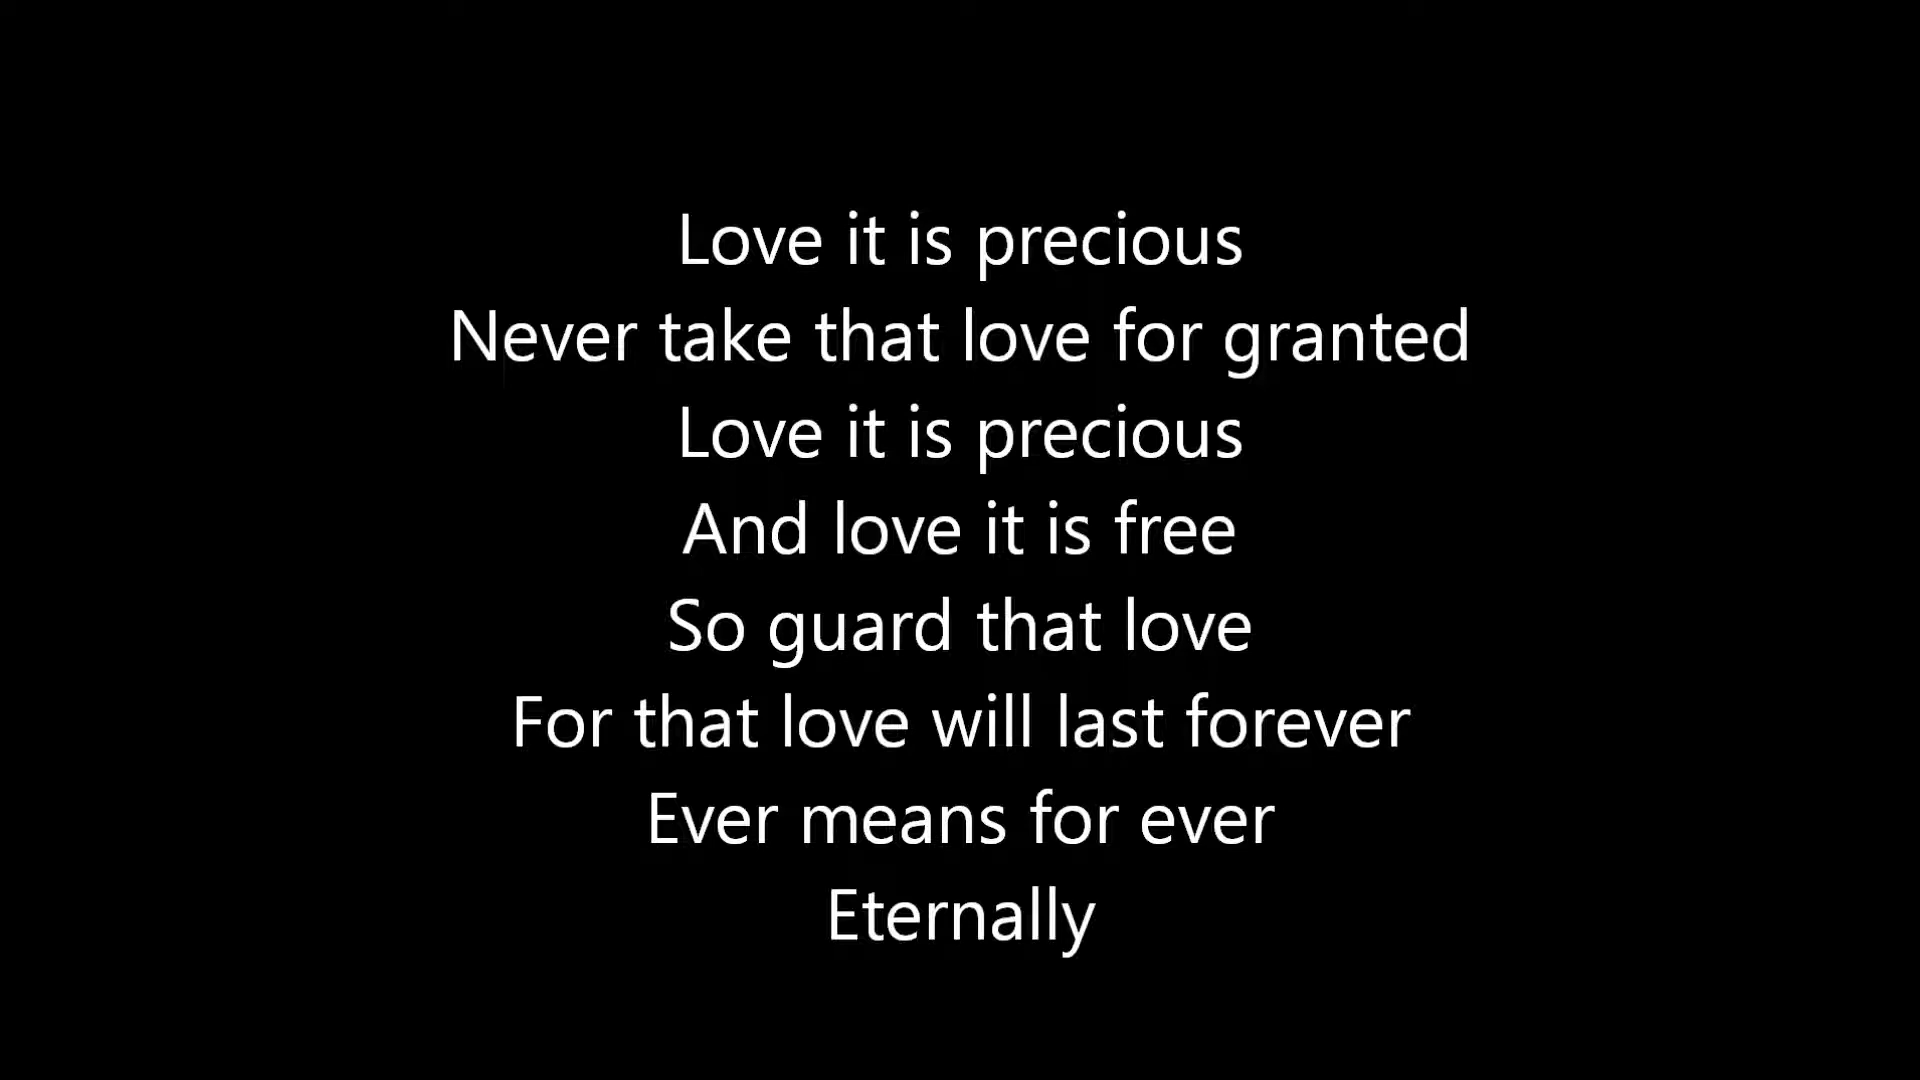 Love it is precious
Never take that love for granted
Love it is precious
And love it is free
So guard that love
For that love will last forever
Ever means for ever
Eternally